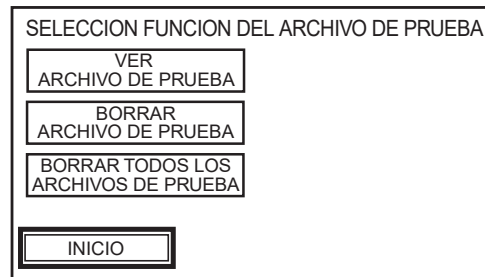 SELECCION FUNCION DEL ARCHIVO DE PRUEBA
VER
ARCHIVO DE PRUEBA
BORRAR
ARCHIVO DE PRUEBA
BORRAR TODOS LOS
ARCHIVOS DE PRUEBA
INICIO